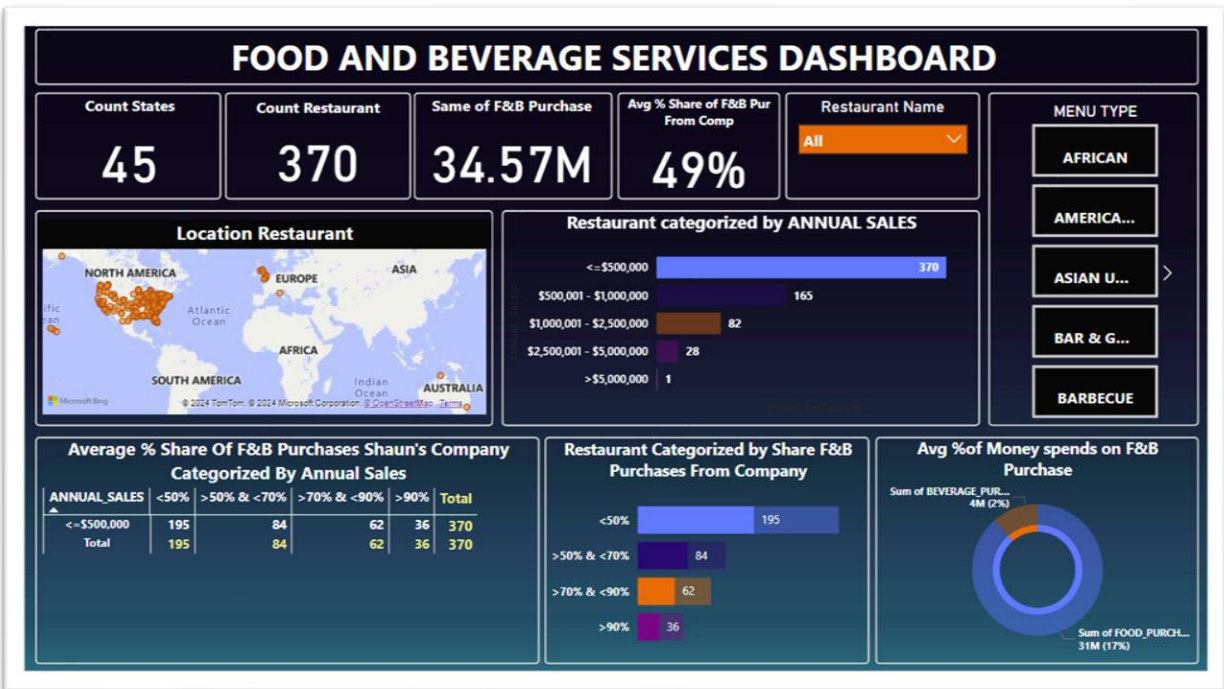 FOOD AND BEVERAGE SERVICES DASHBOARD
Count States
45
Count Restaurant
370
Same of F&B Purchase
34.57M
Avg % Share of F&B Pur
From Comp
49%
Restaurant Name
All
MENU TYPE
AFRICAN
AMERICA...
ASIAN U...
BAR & G...
BARBECUE
Location Restaurant
NORTH AMERICA
EUROPE
ASIA
Atlantic
Ocean
AFRICA
SOUTH AMERICA
Indian
Ocean
AUSTRALIA
Microsoft Bing
© 2024 TomTom, © 2024 Microsoft Corporation, © OpenStreetMap Terms
Restaurant categorized by ANNUAL SALES
<=$500,000 370
$500,001 - $1,000,000 165
$1,000,001 - $2,500,000 82
$2,500,001 - $5,000,000 28
>$5,000,000 1
Average % Share Of F&B Purchases Shaun's Company
Categorized By Annual Sales
ANNUAL_SALES <50% >50% & <70% >70% & <90% >90% Total
<=$500,000 195 84 62 36 370
Total 195 84 62 36 370
Restaurant Categorized by Share F&B
Purchases From Company
<50% 195
>50% & <70% 84
>70% & <90% 62
>90% 36
Avg %of Money spends on F&B
Purchase
Sum of BEVERAGE_PUR...
4M (2%)
Sum of FOOD_PURCH...
31M (17%)